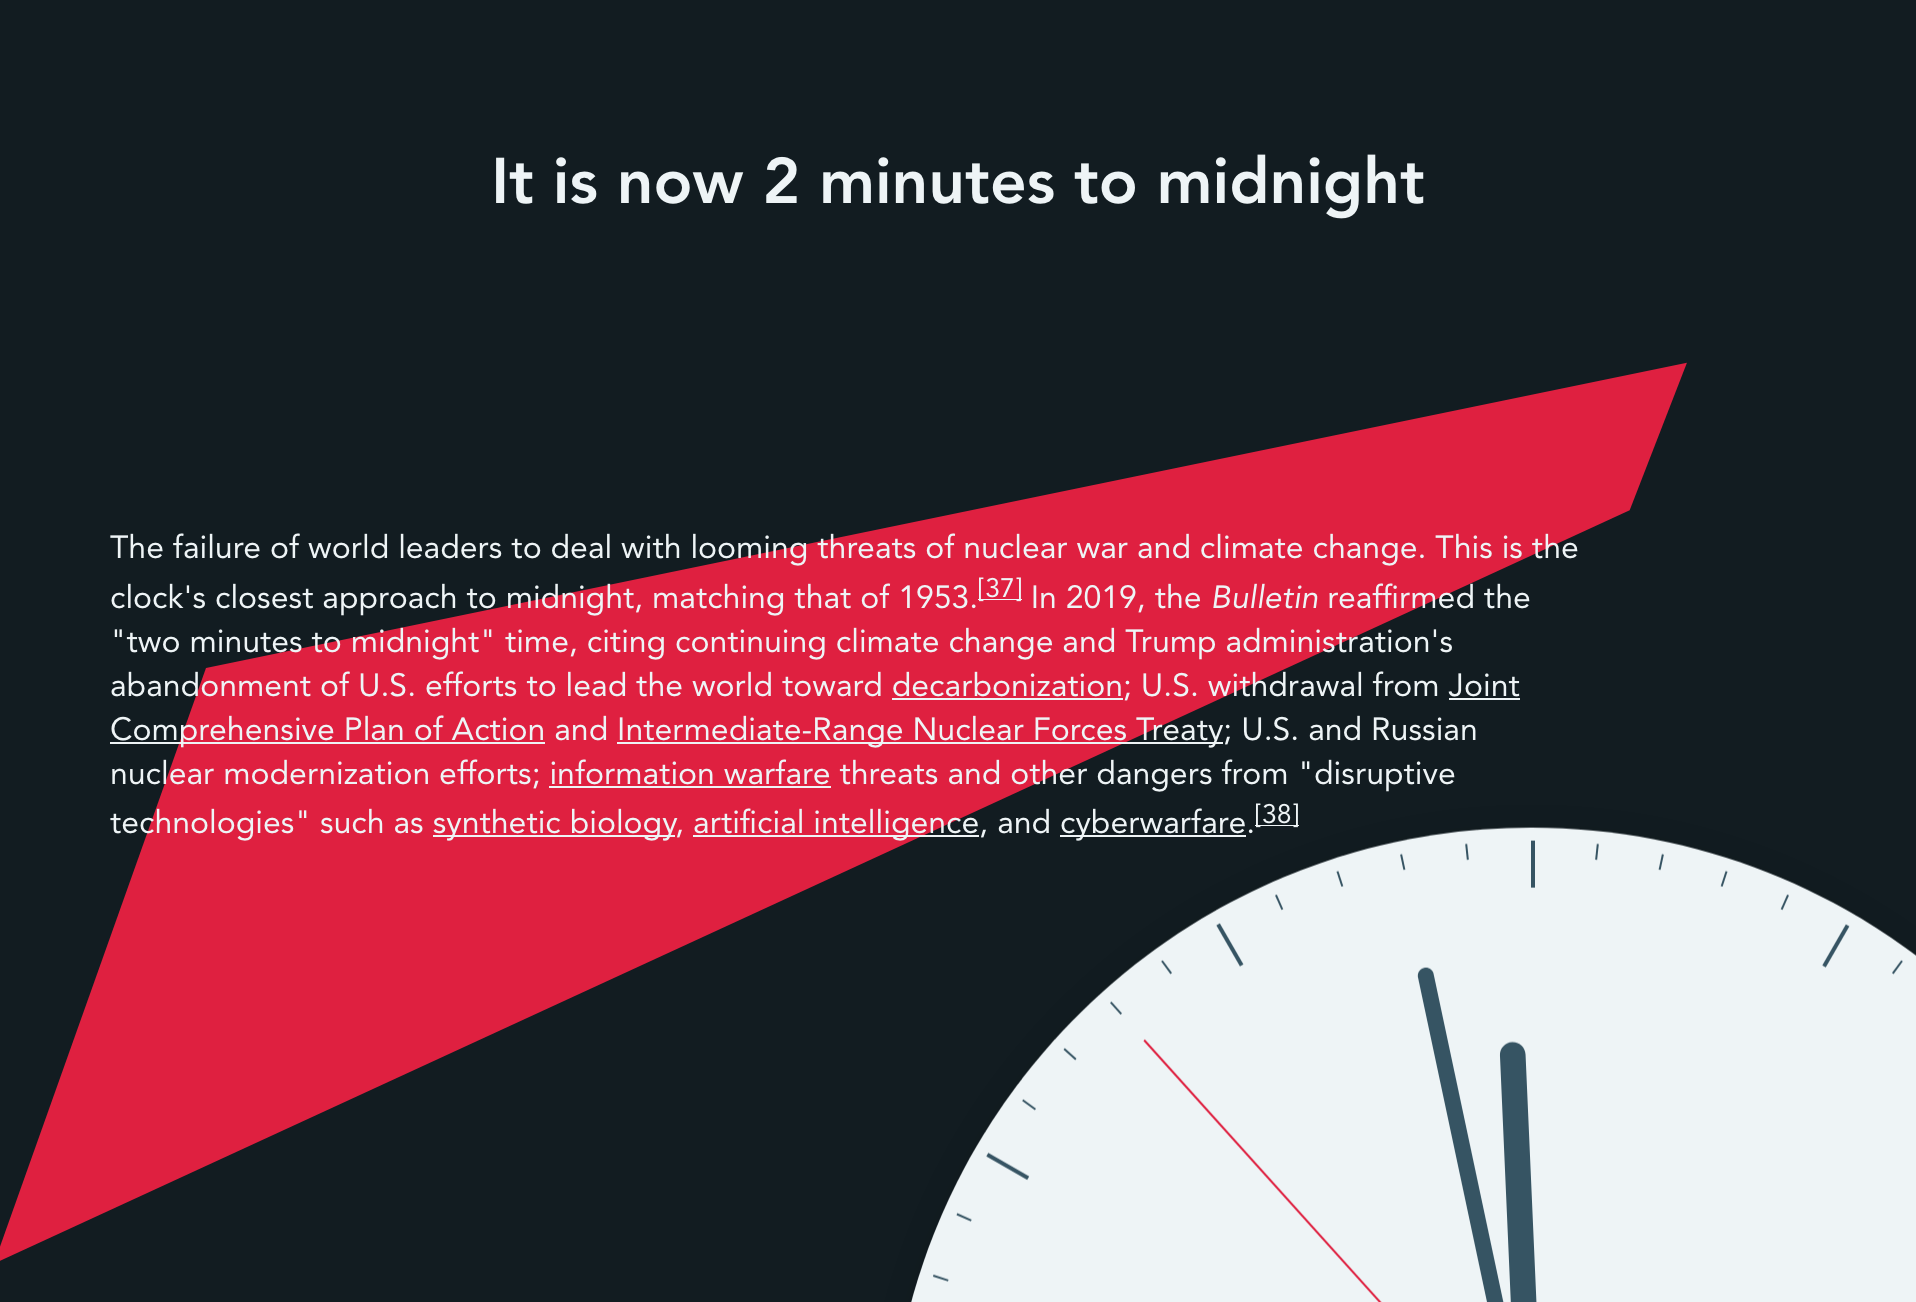 It is now 2 minutes to midnight
The failure of world leaders to deal with looming threats of nuclear war and climate change. This is the
clock's closest approach to midnight, matching that of 1953.[37] In 2019, the Bulletin reaffirmed the
"two minutes to midnight" time, citing continuing climate change and Trump administration's
abandonment of U.S. efforts to lead the world toward decarbonization; U.S. withdrawal from Joint
Comprehensive Plan of Action and Intermediate-Range Nuclear Forces Treaty; U.S. and Russian
nuclear modernization efforts; information warfare threats and other dangers from "disruptive
technologies" such as synthetic biology, artificial intelligence, and cyberwarfare.[38]